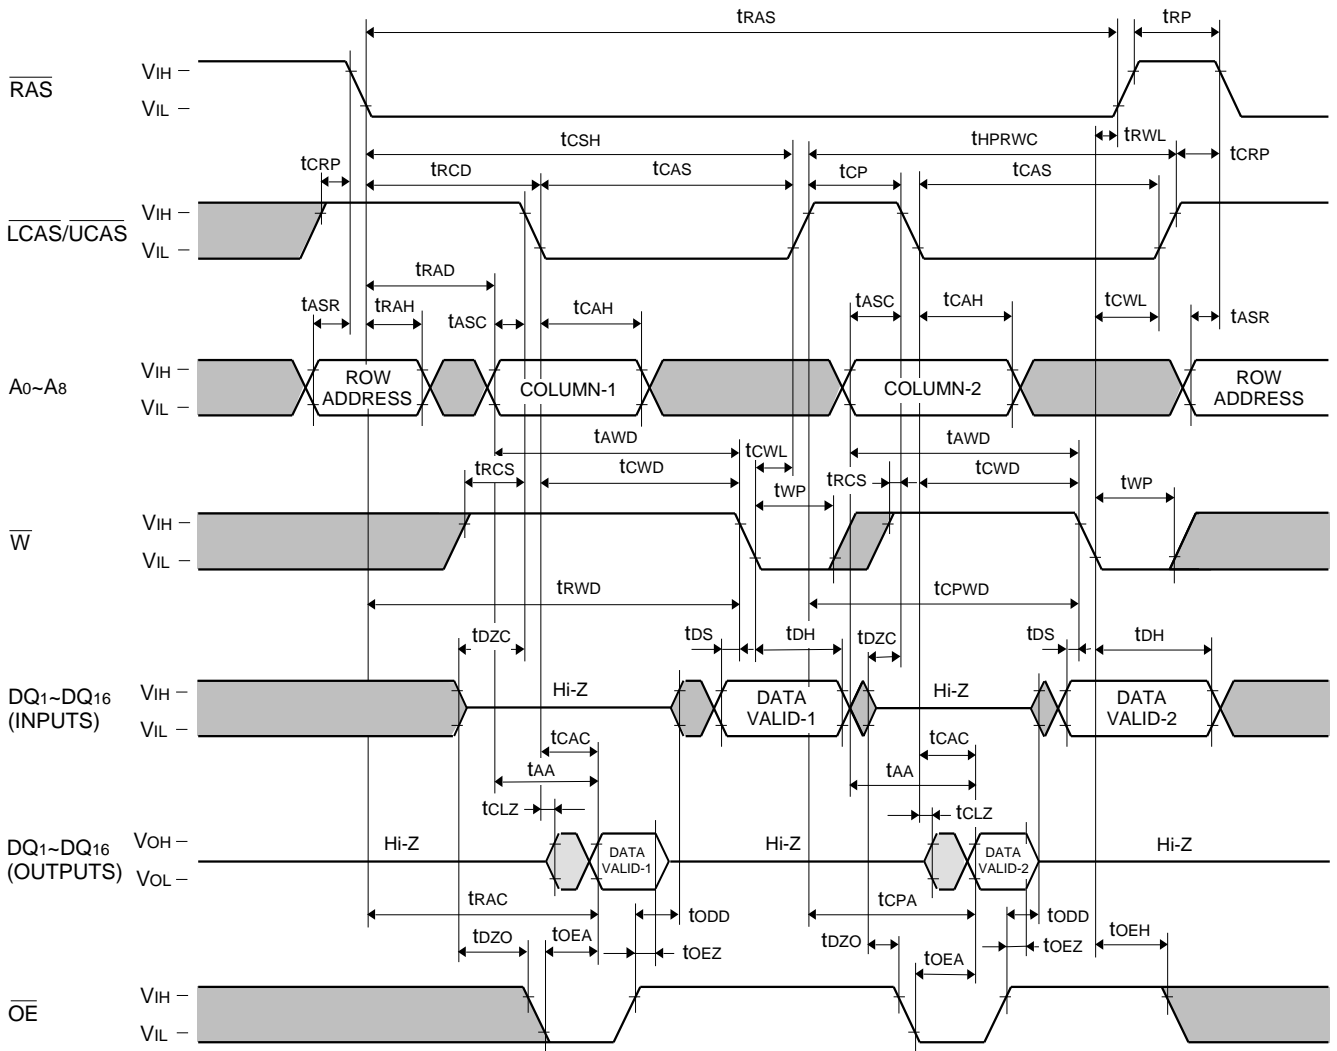 tRAS tRP
RAS VIH
VIL
tCSH tHPRWC tRWL
tCRP tRCD tCAS tCP tCAS tCRP
LCAS/UCAS VIH
VIL
tRAD
tASR tRAH tASC tCAH tASC tCAH tCWL tASR
A0~A8 VIH
VIL
ROW ADDRESS COLUMN-1 COLUMN-2 ROW ADDRESS
tAWD tCWL tAWD
tRCS tCWD tWP tRCS tCWD tWP
W VIH
VIL
tRWD tCPWD
tDZC tDS tDH tDZC tDS tDH
DQ1~DQ16 (INPUTS) VIH
VIL
Hi-Z DATA VALID-1 Hi-Z DATA VALID-2
tCAC tCAC
tAA tAA
tCLZ tCLZ
DQ1~DQ16 (OUTPUTS) VOH
VOL
Hi-Z DATA VALID-1 Hi-Z DATA VALID-2 Hi-Z
tRAC tODD tCPA tODD
tDZO tOEA tOEZ tDZO tOEA tOEZ tOEH
OE VIH
VIL